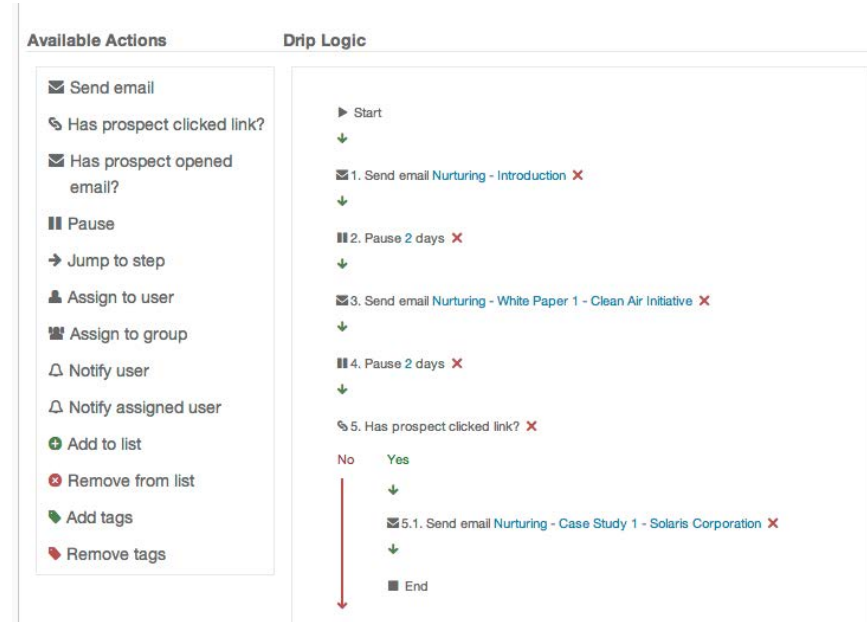 Available Actions
Drip Logic
Send email
Has prospect clicked link?
Has prospect opened
email?
Pause
Jump to step
Assign to user
Assign to group
Notify user
Notify assigned user
Add to list
Remove from list
Add tags
Remove tags
Start
1. Send email Nurturing - Introduction
2. Pause 2 days
3. Send email Nurturing - White Paper 1 - Clean Air Initiative
4. Pause 2 days
5. Has prospect clicked link?
No Yes
5.1. Send email Nurturing - Case Study 1 - Solaris Corporation
End